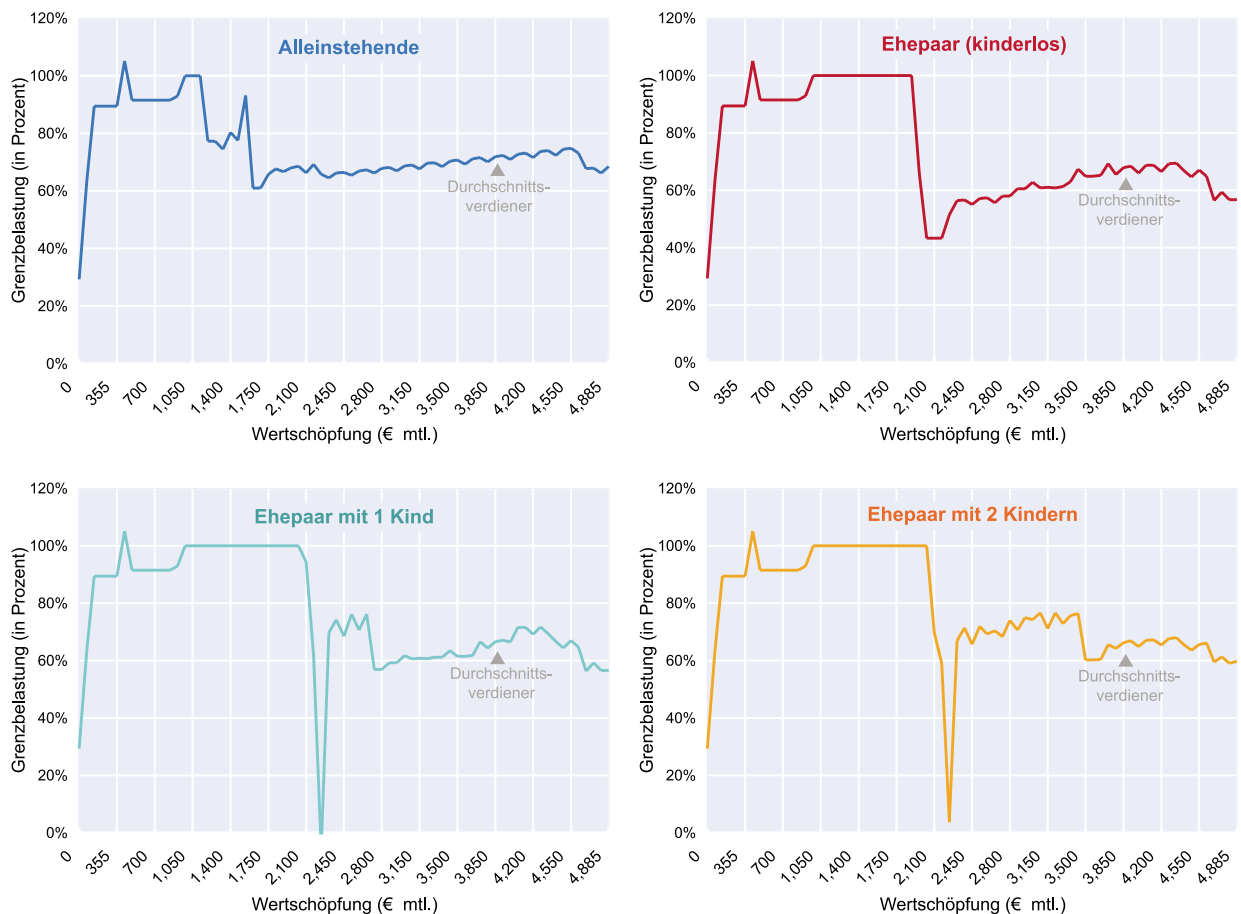 Alleinstehende
Grenzbelastung (in Prozent)
120%
100%
80%
60%
40%
20%
0%
Durchschnitts-
verdiener
0 355 700 1,050 1,400 1,750 2,100 2,450 2,800 3,150 3,500 3,850 4,200 4,550 4,885
Wertschöpfung (€ mtl.)
Ehepaar (kinderlos)
Grenzbelastung (in Prozent)
120%
100%
80%
60%
40%
20%
0%
Durchschnitts-
verdiener
0 355 700 1,050 1,400 1,750 2,100 2,450 2,800 3,150 3,500 3,850 4,200 4,550 4,885
Wertschöpfung (€ mtl.)
Ehepaar mit 1 Kind
Grenzbelastung (in Prozent)
120%
100%
80%
60%
40%
20%
0%
Durchschnitts-
verdiener
0 355 700 1,050 1,400 1,750 2,100 2,450 2,800 3,150 3,500 3,850 4,200 4,550 4,885
Wertschöpfung (€ mtl.)
Ehepaar mit 2 Kindern
Grenzbelastung (in Prozent)
120%
100%
80%
60%
40%
20%
0%
Durchschnitts-
verdiener
0 355 700 1,050 1,400 1,750 2,100 2,450 2,800 3,150 3,500 3,850 4,200 4,550 4,885
Wertschöpfung (€ mtl.)